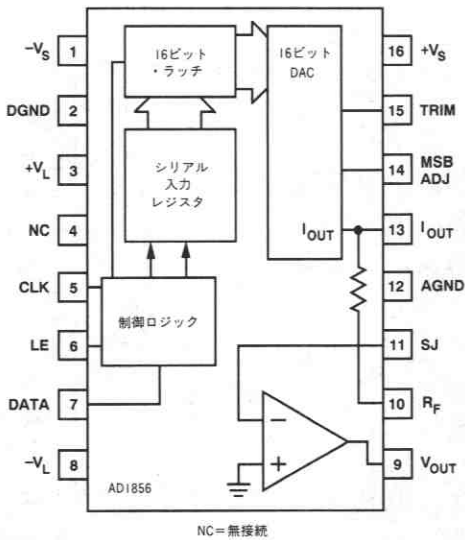 −VS 1
DGND 2
+VL 3
NC 4
CLK 5
LE 6
DATA 7
−VL 8
16ビット
・ラッチ
シリアル
入力
レジスタ
制御ロジック
16ビット
DAC
IOUT
−
+
AD1856
16 +VS
15 TRIM
14 MSB
ADJ
13 IOUT
12 AGND
11 SJ
10 RF
9 VOUT
NC=無接続